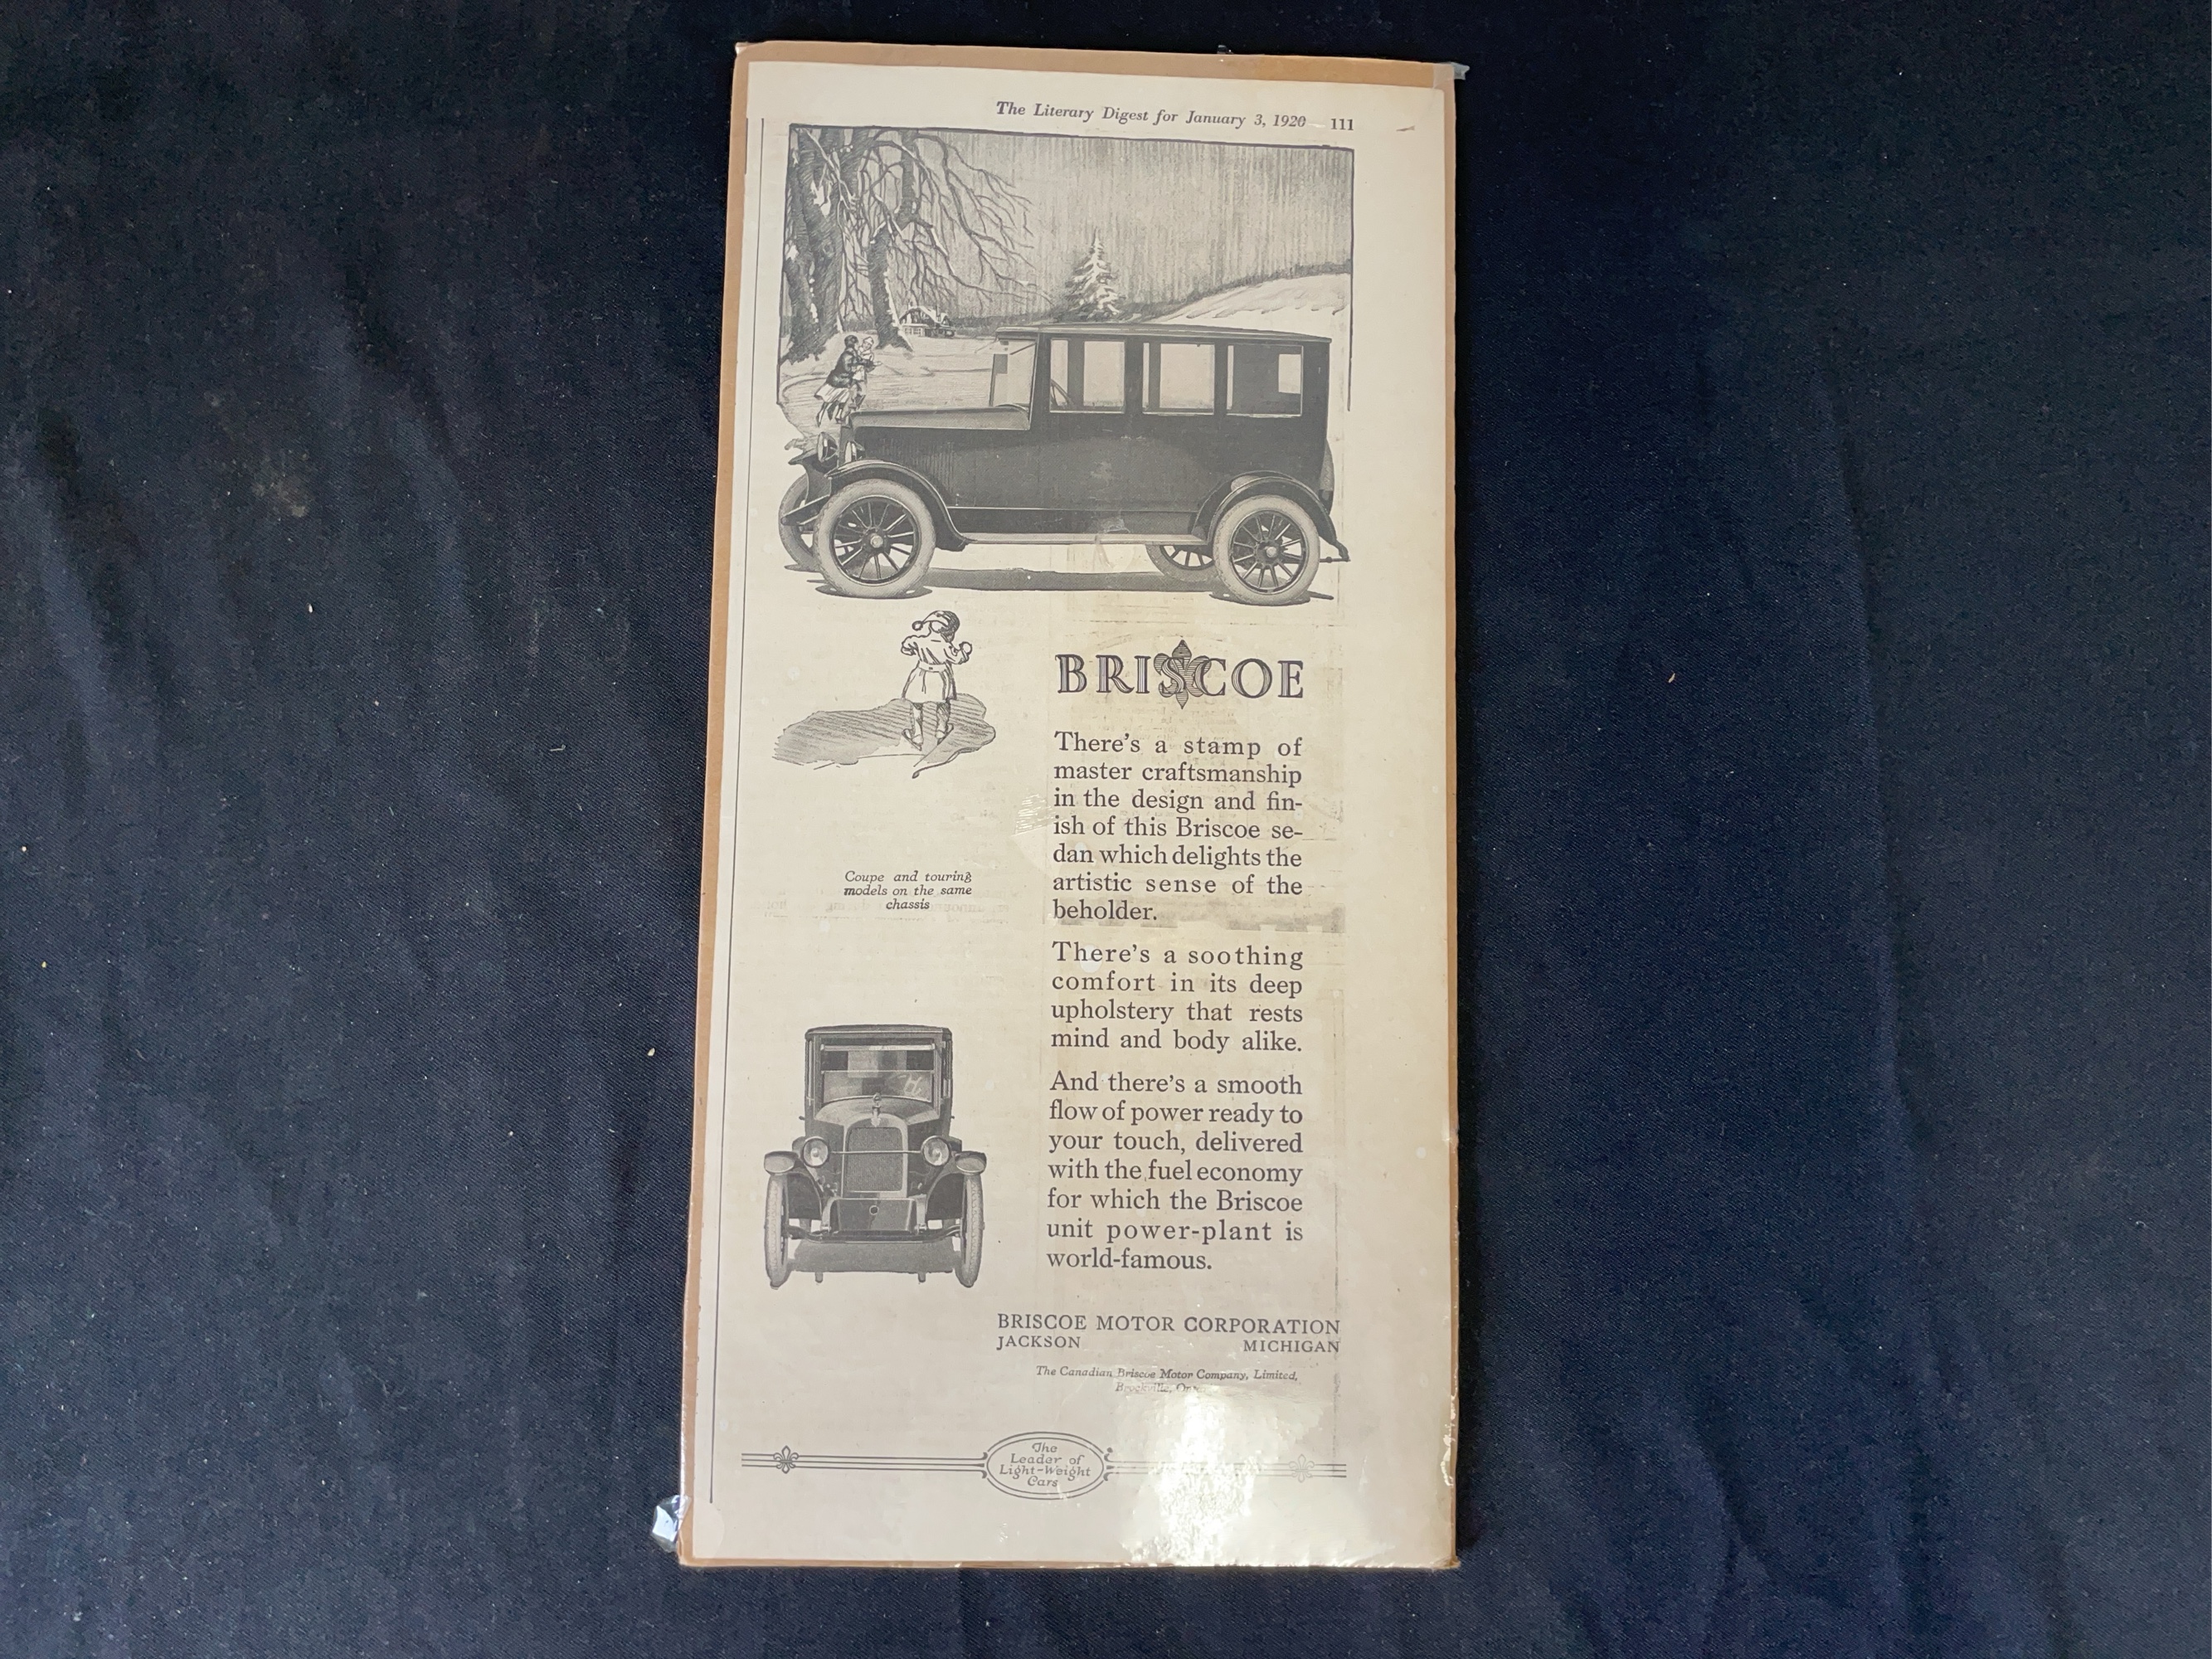 The Literary Digest for January 3, 1920 111
BRISCOE
There's a stamp of
master craftsmanship
in the design and fin-
ish of this Briscoe se-
dan which delights the
artistic sense of the
beholder.
Coupe and touring
models on the same
chassis
There's a soothing
comfort in its deep
upholstery that rests
mind and body alike.
And there's a smooth
flow of power ready to
your touch, delivered
with the fuel economy
for which the Briscoe
unit power-plant is
world-famous.
BRISCOE MOTOR CORPORATION
JACKSON MICHIGAN
The Canadian Briscoe Motor Company, Limited,
Brockville,
The
Leader of
Light-Weight
Cars